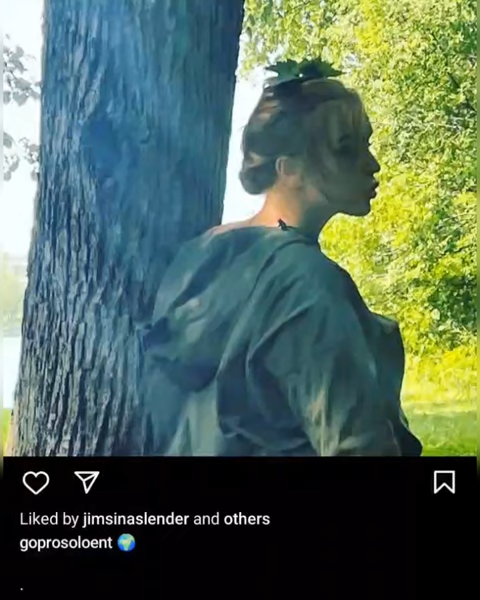 Liked by jimsinaslender and others
goprosoloent 🌍
.